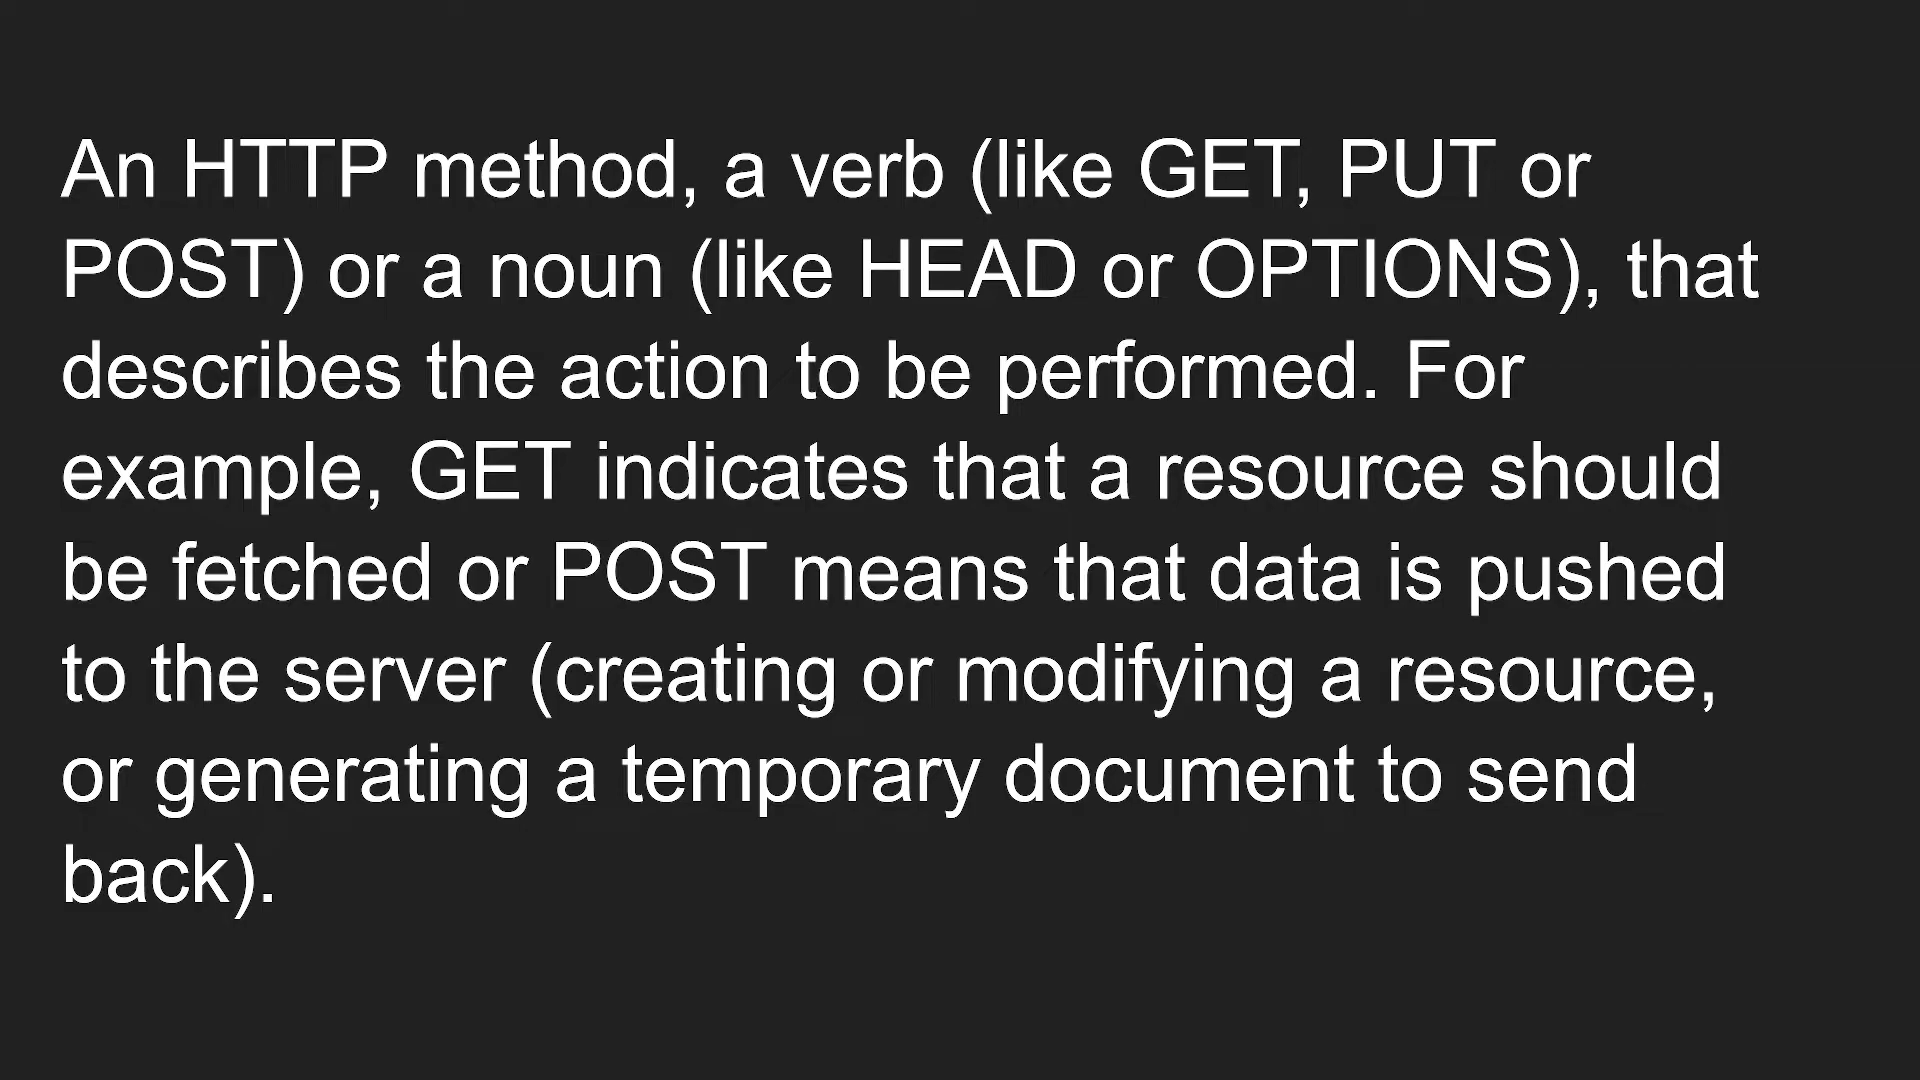 An HTTP method, a verb (like GET, PUT or
POST) or a noun (like HEAD or OPTIONS), that
describes the action to be performed. For
example, GET indicates that a resource should
be fetched or POST means that data is pushed
to the server (creating or modifying a resource,
or generating a temporary document to send
back).